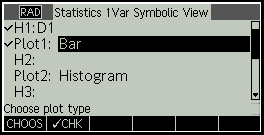 RAD Statistics 1Var Symbolic View
✓H1:D1
✓Plot1: Bar
H2:
Plot2: Histogram
H3:
Choose plot type
CHOOS ✓CHK